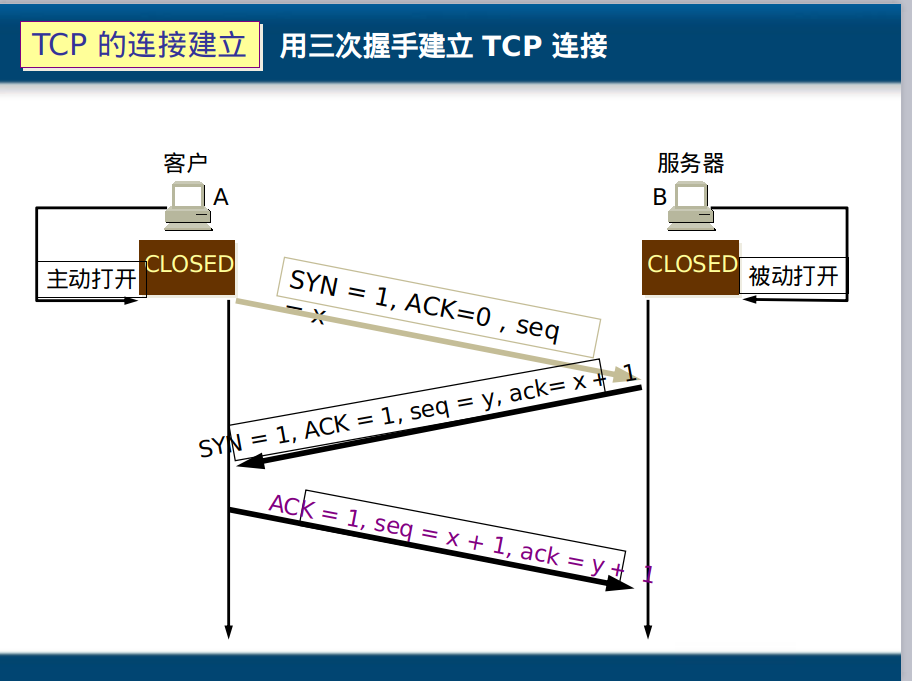 TCP 的连接建立
用三次握手建立 TCP 连接
客户
服务器
A
B
CLOSED
CLOSED
主动打开
被动打开
SYN = 1, ACK=0 , seq
= x
SYN = 1, ACK = 1, seq = y, ack= x + 1
ACK = 1, seq = x + 1, ack = y + 1